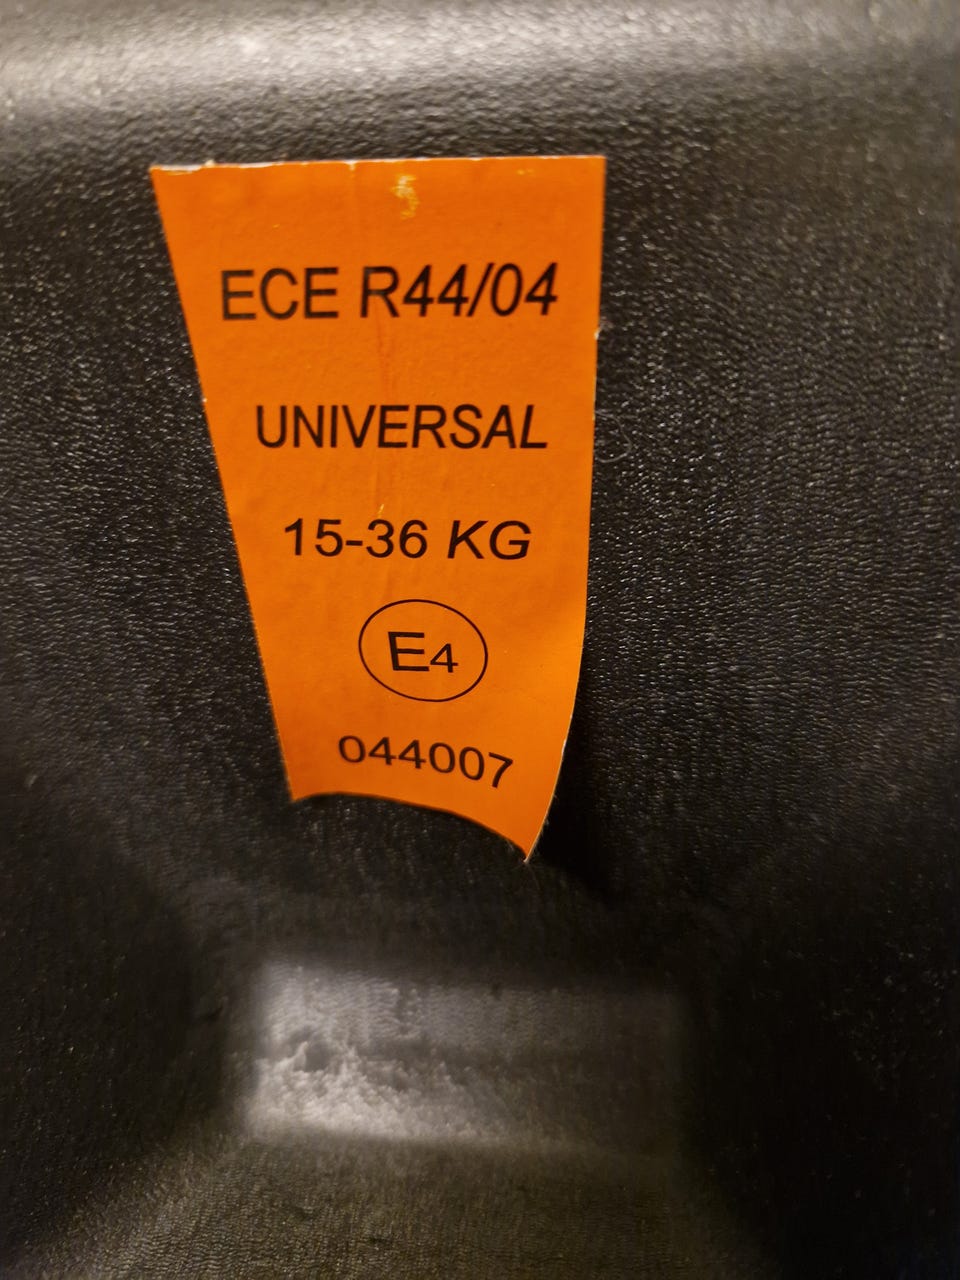 ECE R44/04
UNIVERSAL
15-36 KG
E4
044007